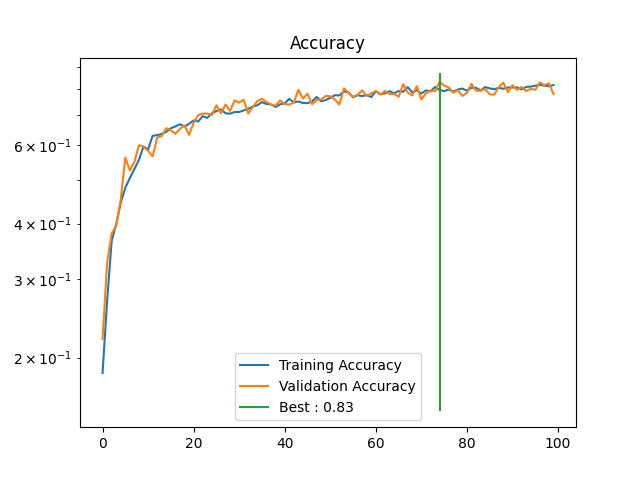 Accuracy
6 × 10⁻¹
4 × 10⁻¹
3 × 10⁻¹
2 × 10⁻¹
Training Accuracy
Validation Accuracy
Best : 0.83
0 20 40 60 80 100